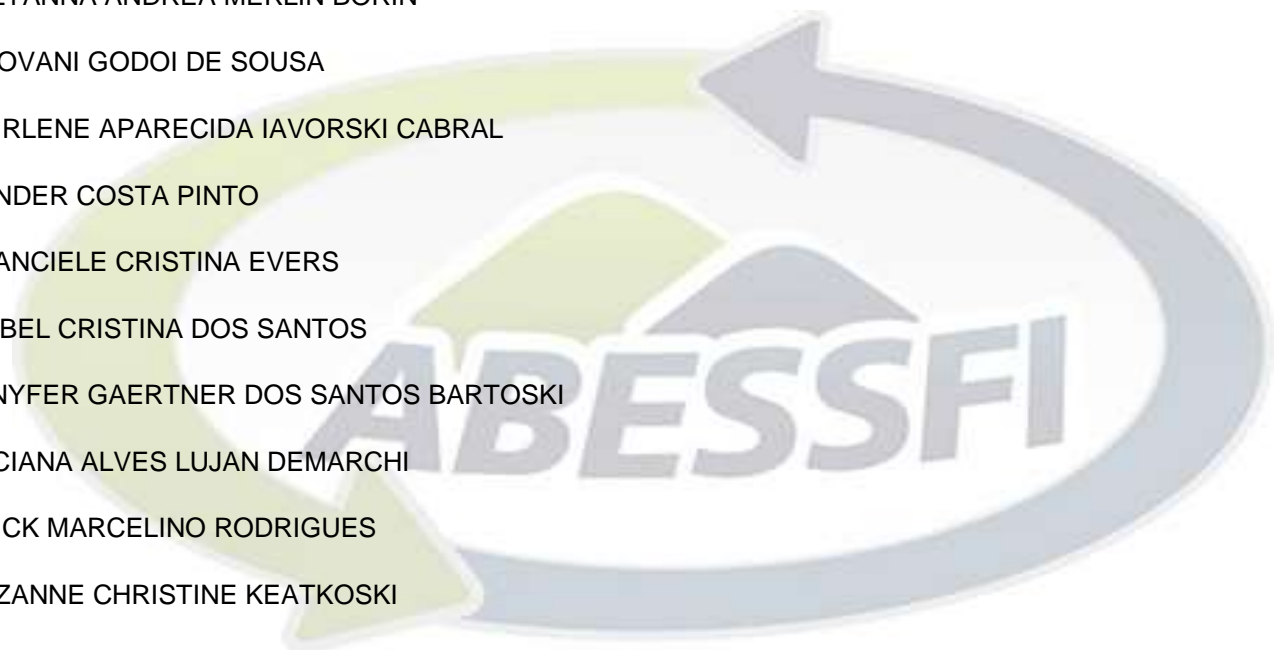 ANDREA MERLIN BORIN
OVANI GODOI DE SOUSA
RLENE APARECIDA IAVORSKI CABRAL
NDER COSTA PINTO
ANCIELE CRISTINA EVERS
BEL CRISTINA DOS SANTOS
NYFER GAERTNER DOS SANTOS BARTOSKI
CIANA ALVES LUJAN DEMARCHI
CK MARCELINO RODRIGUES
ZANNE CHRISTINE KEATKOSKI
ABESSFI